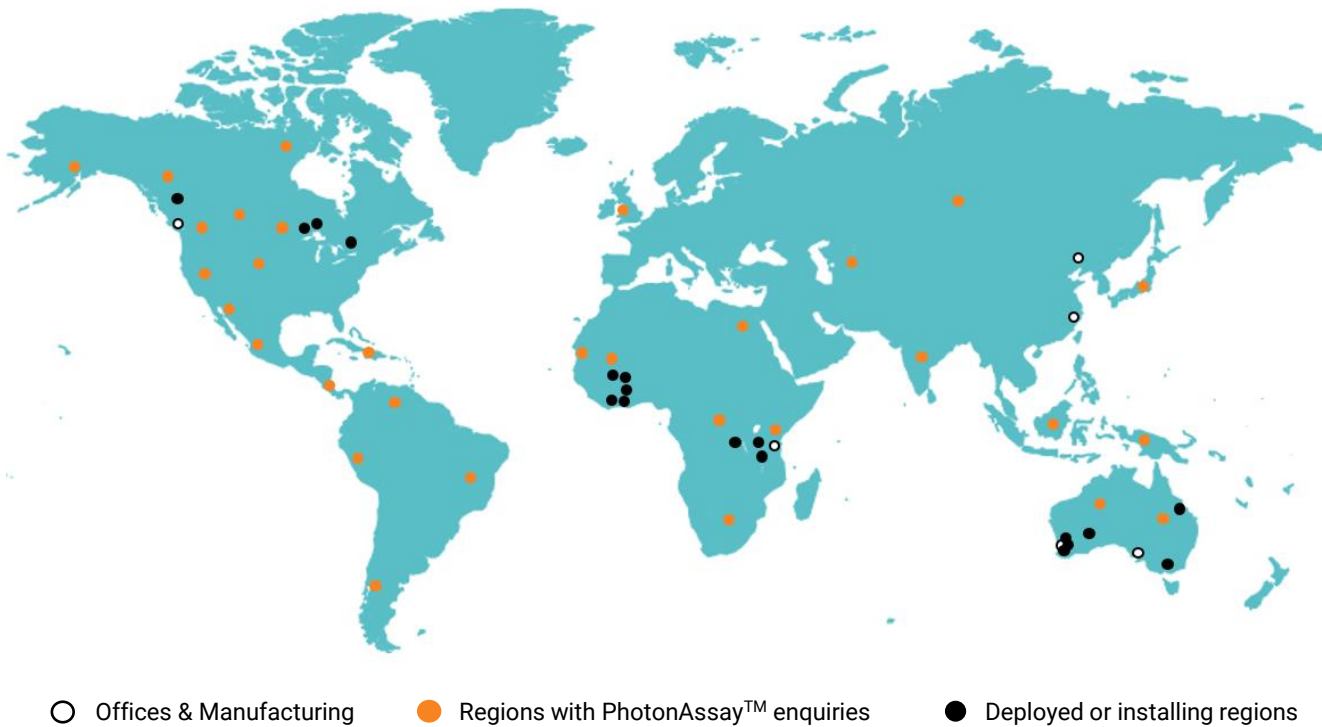 Offices & Manufacturing Regions with PhotonAssay™ enquiries Deployed or installing regions